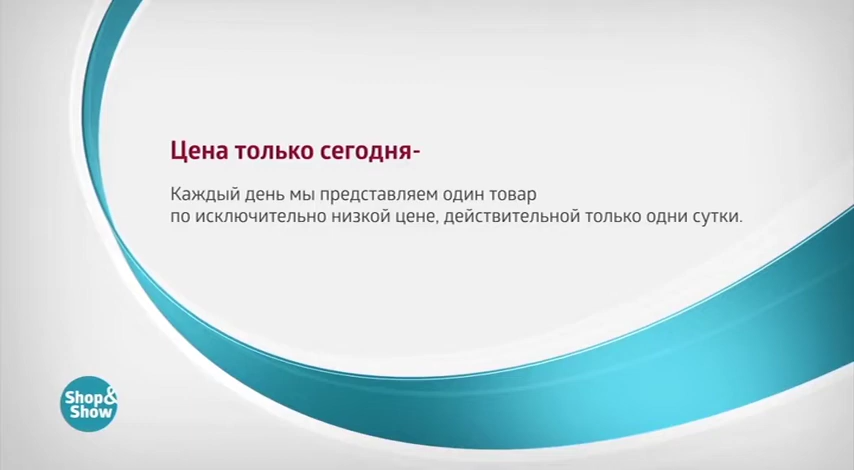 Цена только сегодня-
Каждый день мы представляем один товар
по исключительно низкой цене, действительной только одни сутки.
Shop&
Show